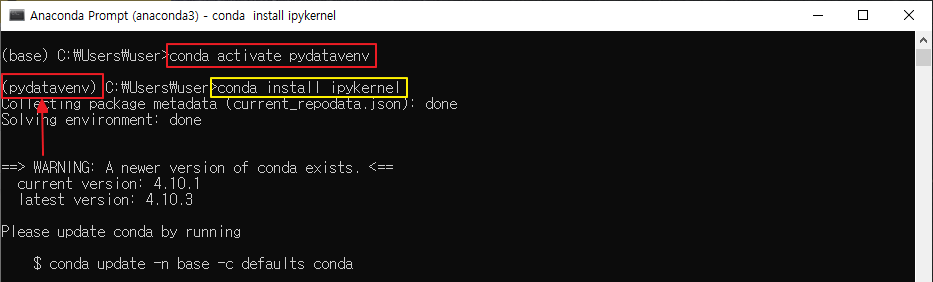 Anaconda Prompt (anaconda3) - conda  install ipykernel
(base) C:₩Users₩user>conda activate pydatavenv
(pydatavenv) C:₩Users₩user>conda install ipykernel
Collecting package metadata (current_repodata.json): done
Solving environment: done
==> WARNING: A newer version of conda exists. <==
  current version: 4.10.1
  latest version: 4.10.3
Please update conda by running
    $ conda update -n base -c defaults conda